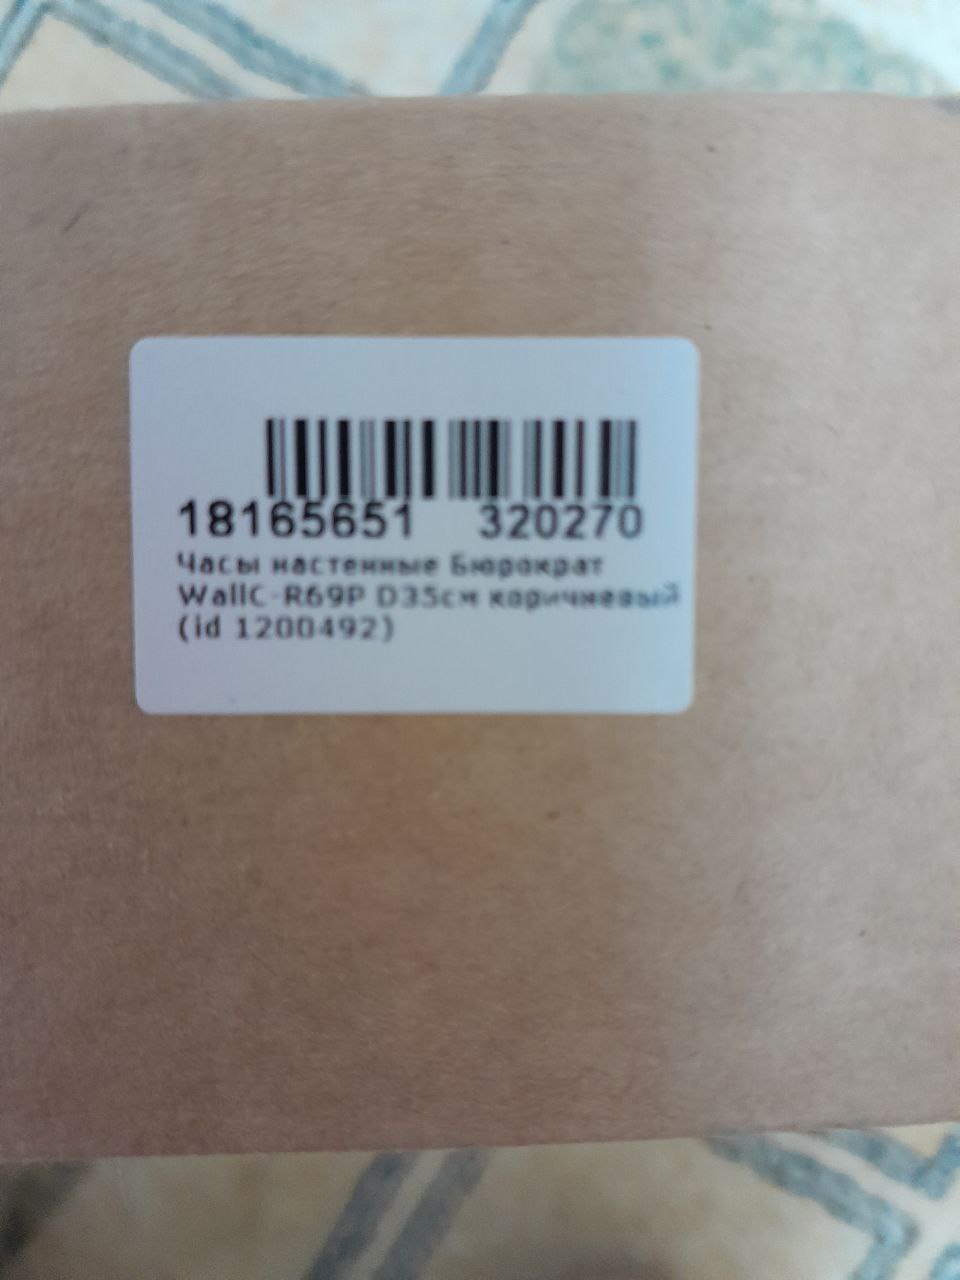 18165651 320270
Часы настенные Бюрократ
WallC-R69P D35см коричневый
(id 1200492)